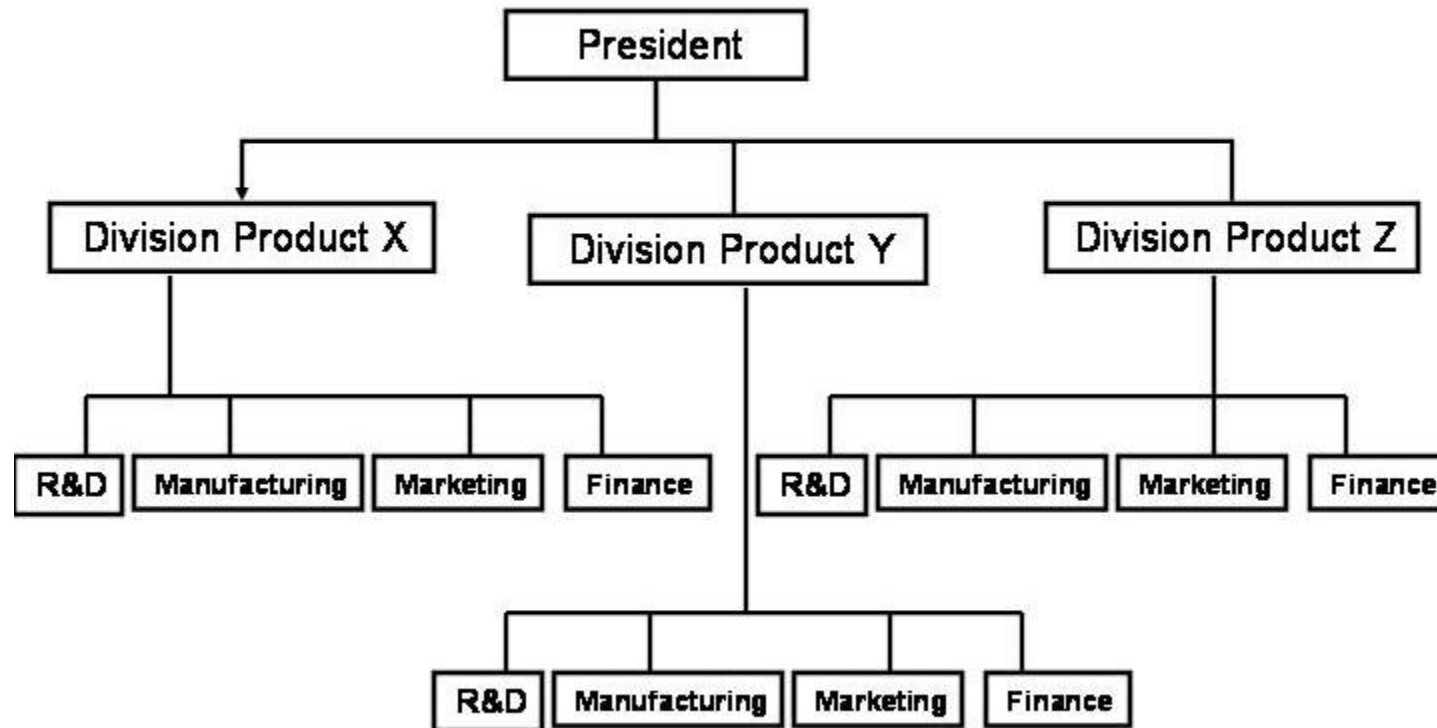 President
Division Product X
Division Product Y
Division Product Z
R&D
Manufacturing
Marketing
Finance
R&D
Manufacturing
Marketing
Finance
R&D
Manufacturing
Marketing
Finance